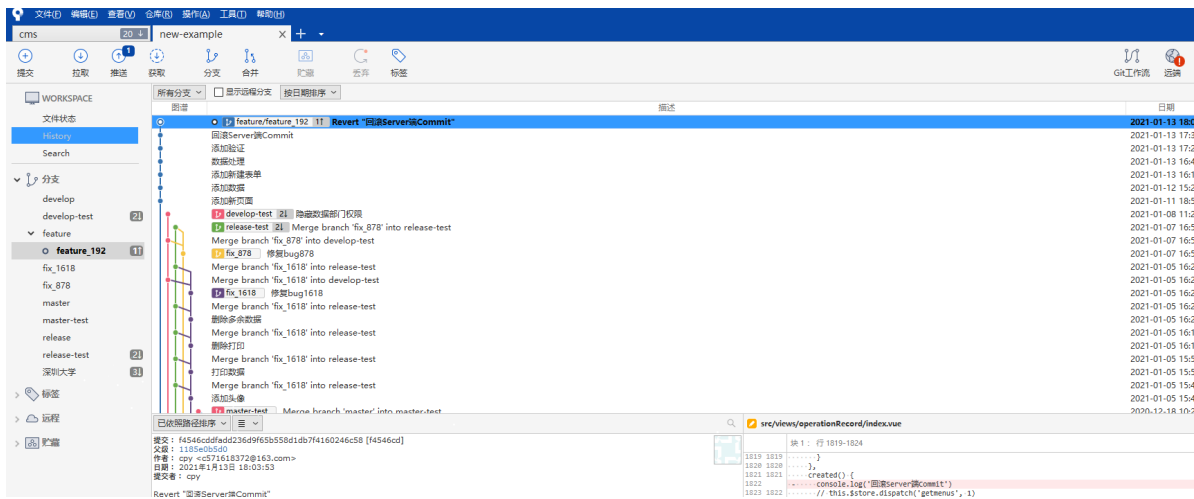 文件(F) 编辑(E) 查看(V) 仓库(R) 操作(A) 工具(T) 帮助(H)
cms 20 ↓ new-example × +
提交 拉取 1 推送 获取 分支 合并 贮藏 丢弃 标签 Git工作流 远端
WORKSPACE
文件状态
History
Search
分支
develop
develop-test 2↓
feature
feature_192 1↑
fix_1618
fix_878
master
master-test
release
release-test 2↓
深圳大学 3↓
标签
远程
贮藏
所有分支 显示远程分支 按日期排序
图谱 描述 日期
feature/feature_192 1↑ Revert "回滚Server端Commit" 2021-01-13 18:0
回滚Server端Commit 2021-01-13 17:3
添加验证 2021-01-13 17:2
数据处理 2021-01-13 16:4
添加新建表单 2021-01-13 16:1
添加数据 2021-01-12 15:2
添加新页面 2021-01-11 18:5
develop-test 2↓ 隐藏数据部门权限 2021-01-08 11:2
release-test 2↓ Merge branch 'fix_878' into release-test 2021-01-07 16:5
Merge branch 'fix_878' into develop-test 2021-01-07 16:5
fix_878 修复bug878 2021-01-07 16:5
Merge branch 'fix_1618' into release-test 2021-01-05 16:2
Merge branch 'fix_1618' into develop-test 2021-01-05 16:2
fix_1618 修复bug1618 2021-01-05 16:2
Merge branch 'fix_1618' into release-test 2021-01-05 16:2
删除多余数据 2021-01-05 16:2
Merge branch 'fix_1618' into release-test 2021-01-05 16:1
删除打印 2021-01-05 16:1
Merge branch 'fix_1618' into release-test 2021-01-05 15:5
打印数据 2021-01-05 15:5
Merge branch 'fix_1618' into release-test 2021-01-05 15:4
添加头像 2021-01-05 15:4
master-test Merge branch 'master' into master-test 2020-12-18 10:2
已依照路径排序
提交： f4546cddfadd236d9f65b558d1db7f4160246c58 [f4546cd]
父级： 1185e0b5d0
作者： cpy <c571618372@163.com>
日期： 2021年1月13日 18:03:53
提交者： cpy
Revert "回滚Server端Commit"
src/views/operationRecord/index.vue
块 1： 行 1819-1824
1819 1819 }
1820 1820 },
1821 1821 created() {
1822 - console.log('回滚Server端Commit')
1823 1822 // this.$store.dispatch('getmenus', 1)